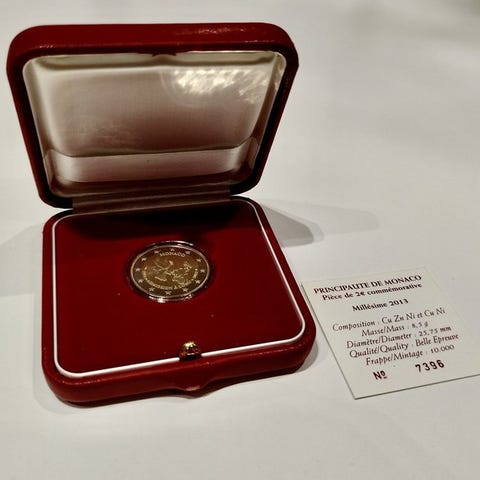 MONACO
PRINCIPAUTE DE MONACO
Pièce de 2€ commémorative
Millésime 2013
Composition : Cu Zn Ni et Cu Ni
Masse/Mass : 8,5 g
Diamètre/Diameter : 25,75 mm
Qualité/Quality : Belle Epreuve
Frappe/Mintage : 10.000
Nº 7396